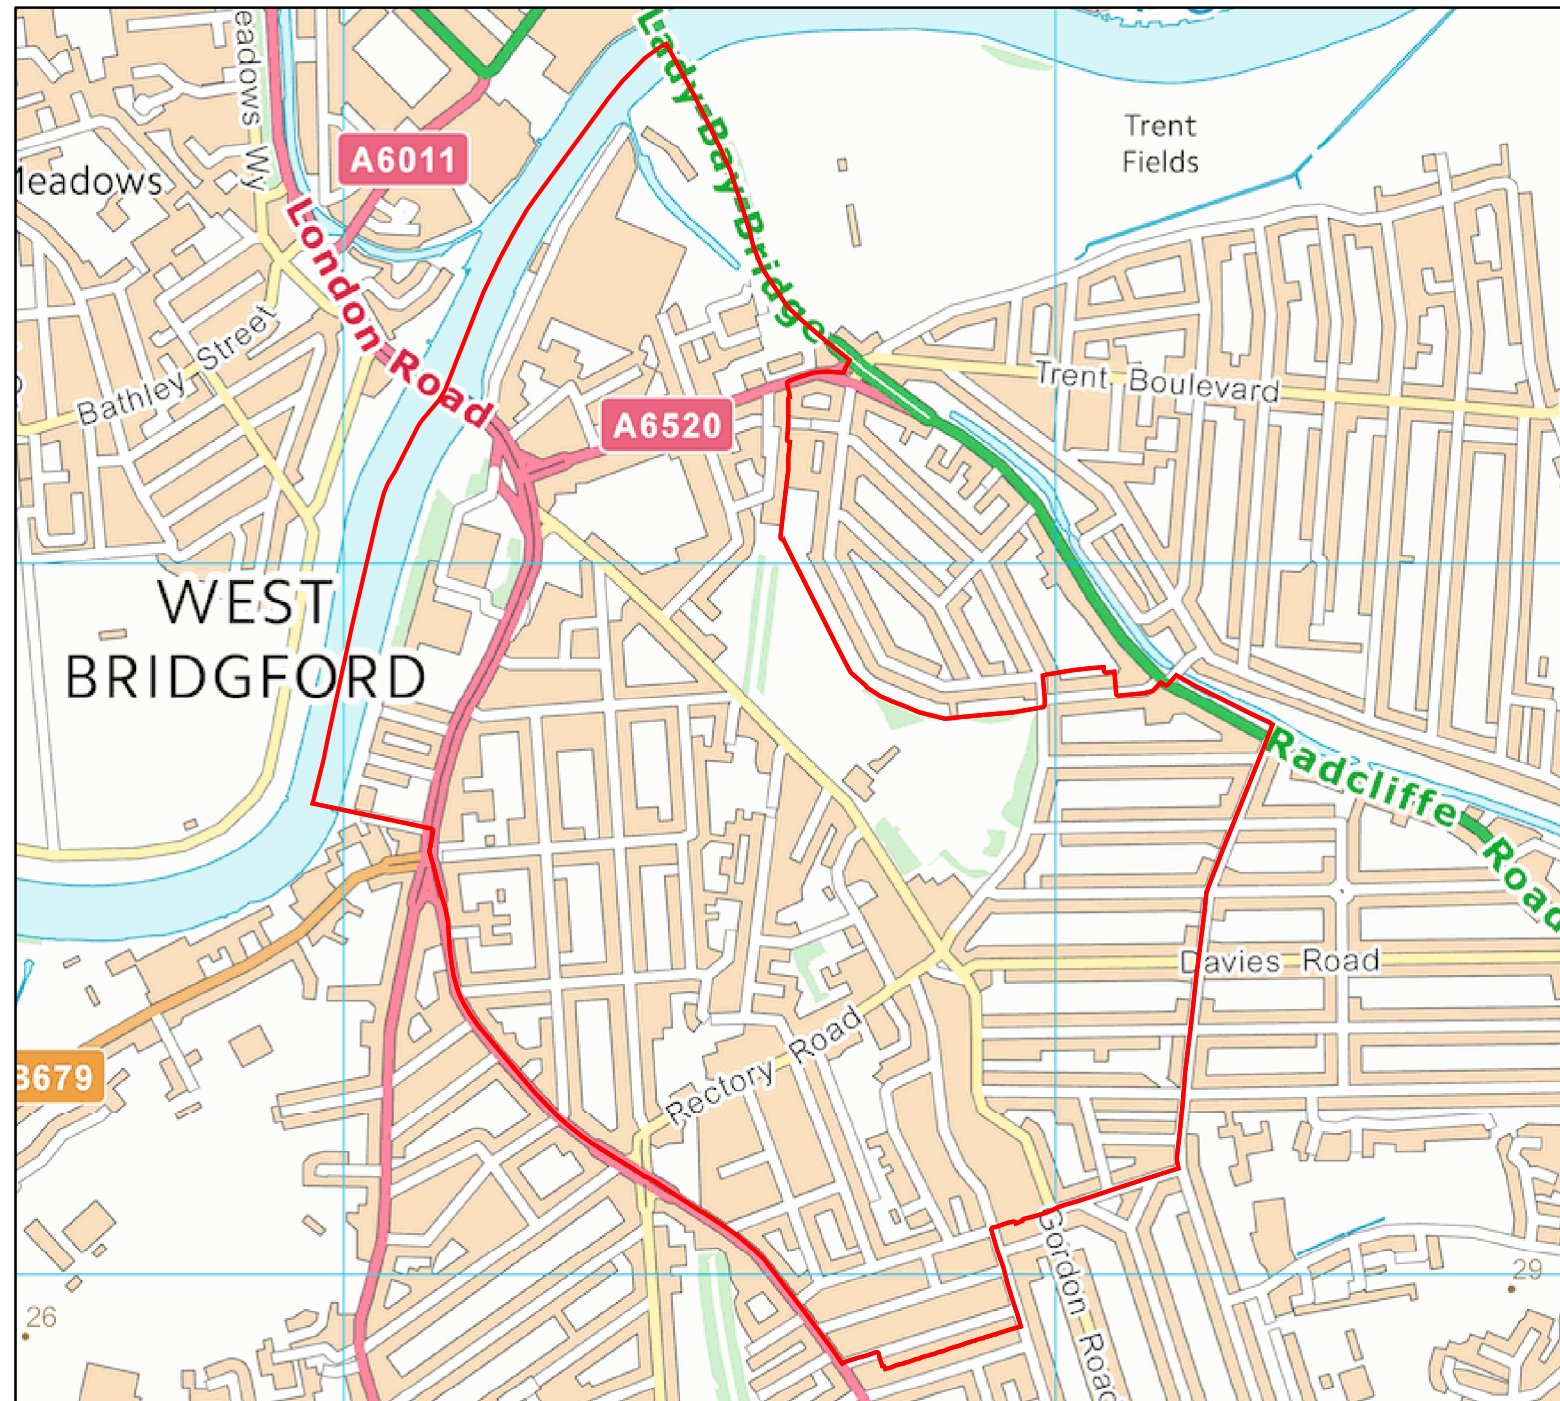 Lady Bay Bridge
eadows Wy
Trent
Fields
A6011
Meadows
London Road
Bathley Street
Trent Boulevard
A6520
WEST
BRIDGFORD
Radcliffe Road
Davies Road
Rectory Road
B679
Gordon Road
29
26